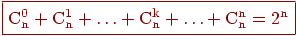 C⁰ₙ + C¹ₙ + … + Cᵏₙ + … + Cⁿₙ = 2ⁿ